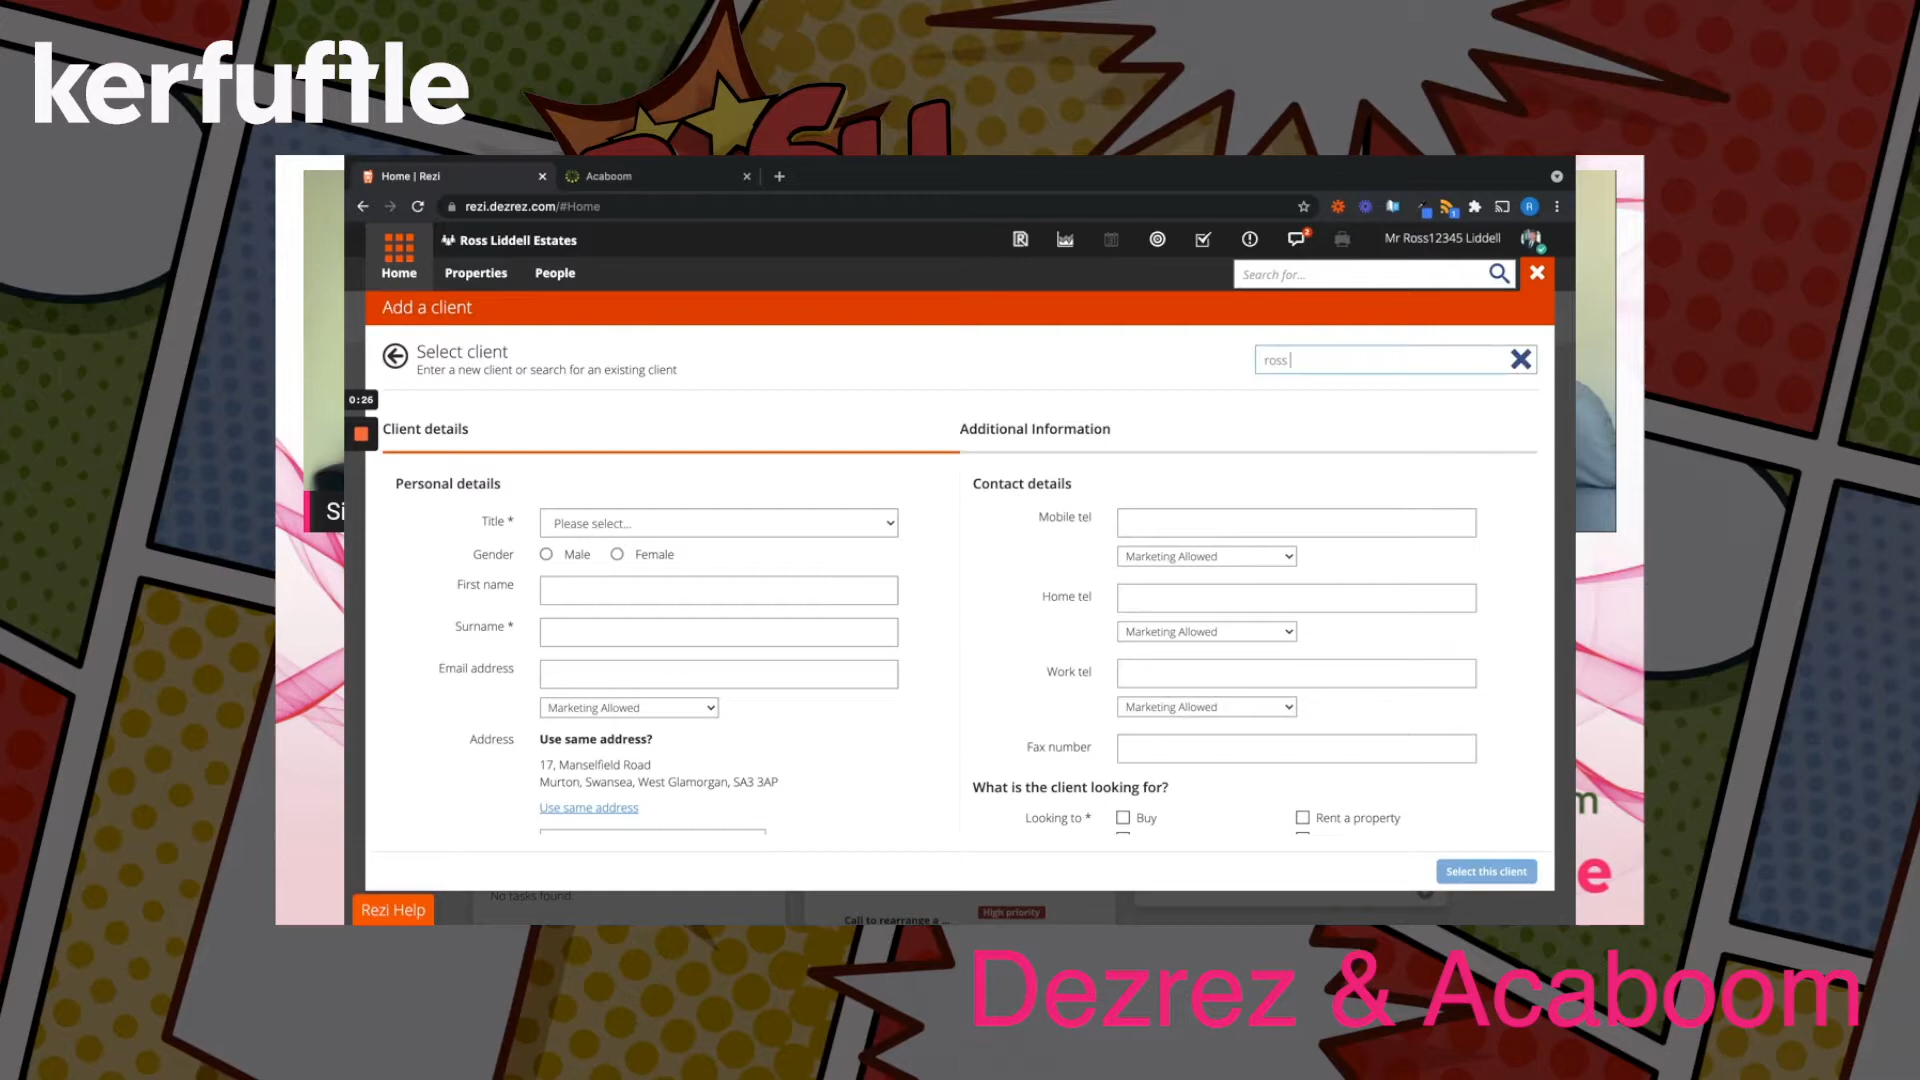 kerfuffle
Home | Rezi
Acaboom
rezi.dezrez.com/#Home
Ross Liddell Estates
2
Mr Ross12345 Liddell
Home
Properties
People
Search for...
Add a client
Select client
Enter a new client or search for an existing client
ross
0:26
Client details
Additional Information
Personal details
Contact details
Title *
Please select...
Mobile tel
Gender
Male
Female
Marketing Allowed
First name
Home tel
Surname *
Marketing Allowed
Email address
Work tel
Marketing Allowed
Marketing Allowed
Address
Use same address?
Fax number
17, Manselfield Road
Murton, Swansea, West Glamorgan, SA3 3AP
Use same address
What is the client looking for?
Looking to *
Buy
Rent a property
Select this client
No tasks found.
Call to rearrange a ...
High priority
Rezi Help
Si
m
e
Dezrez & Acaboom